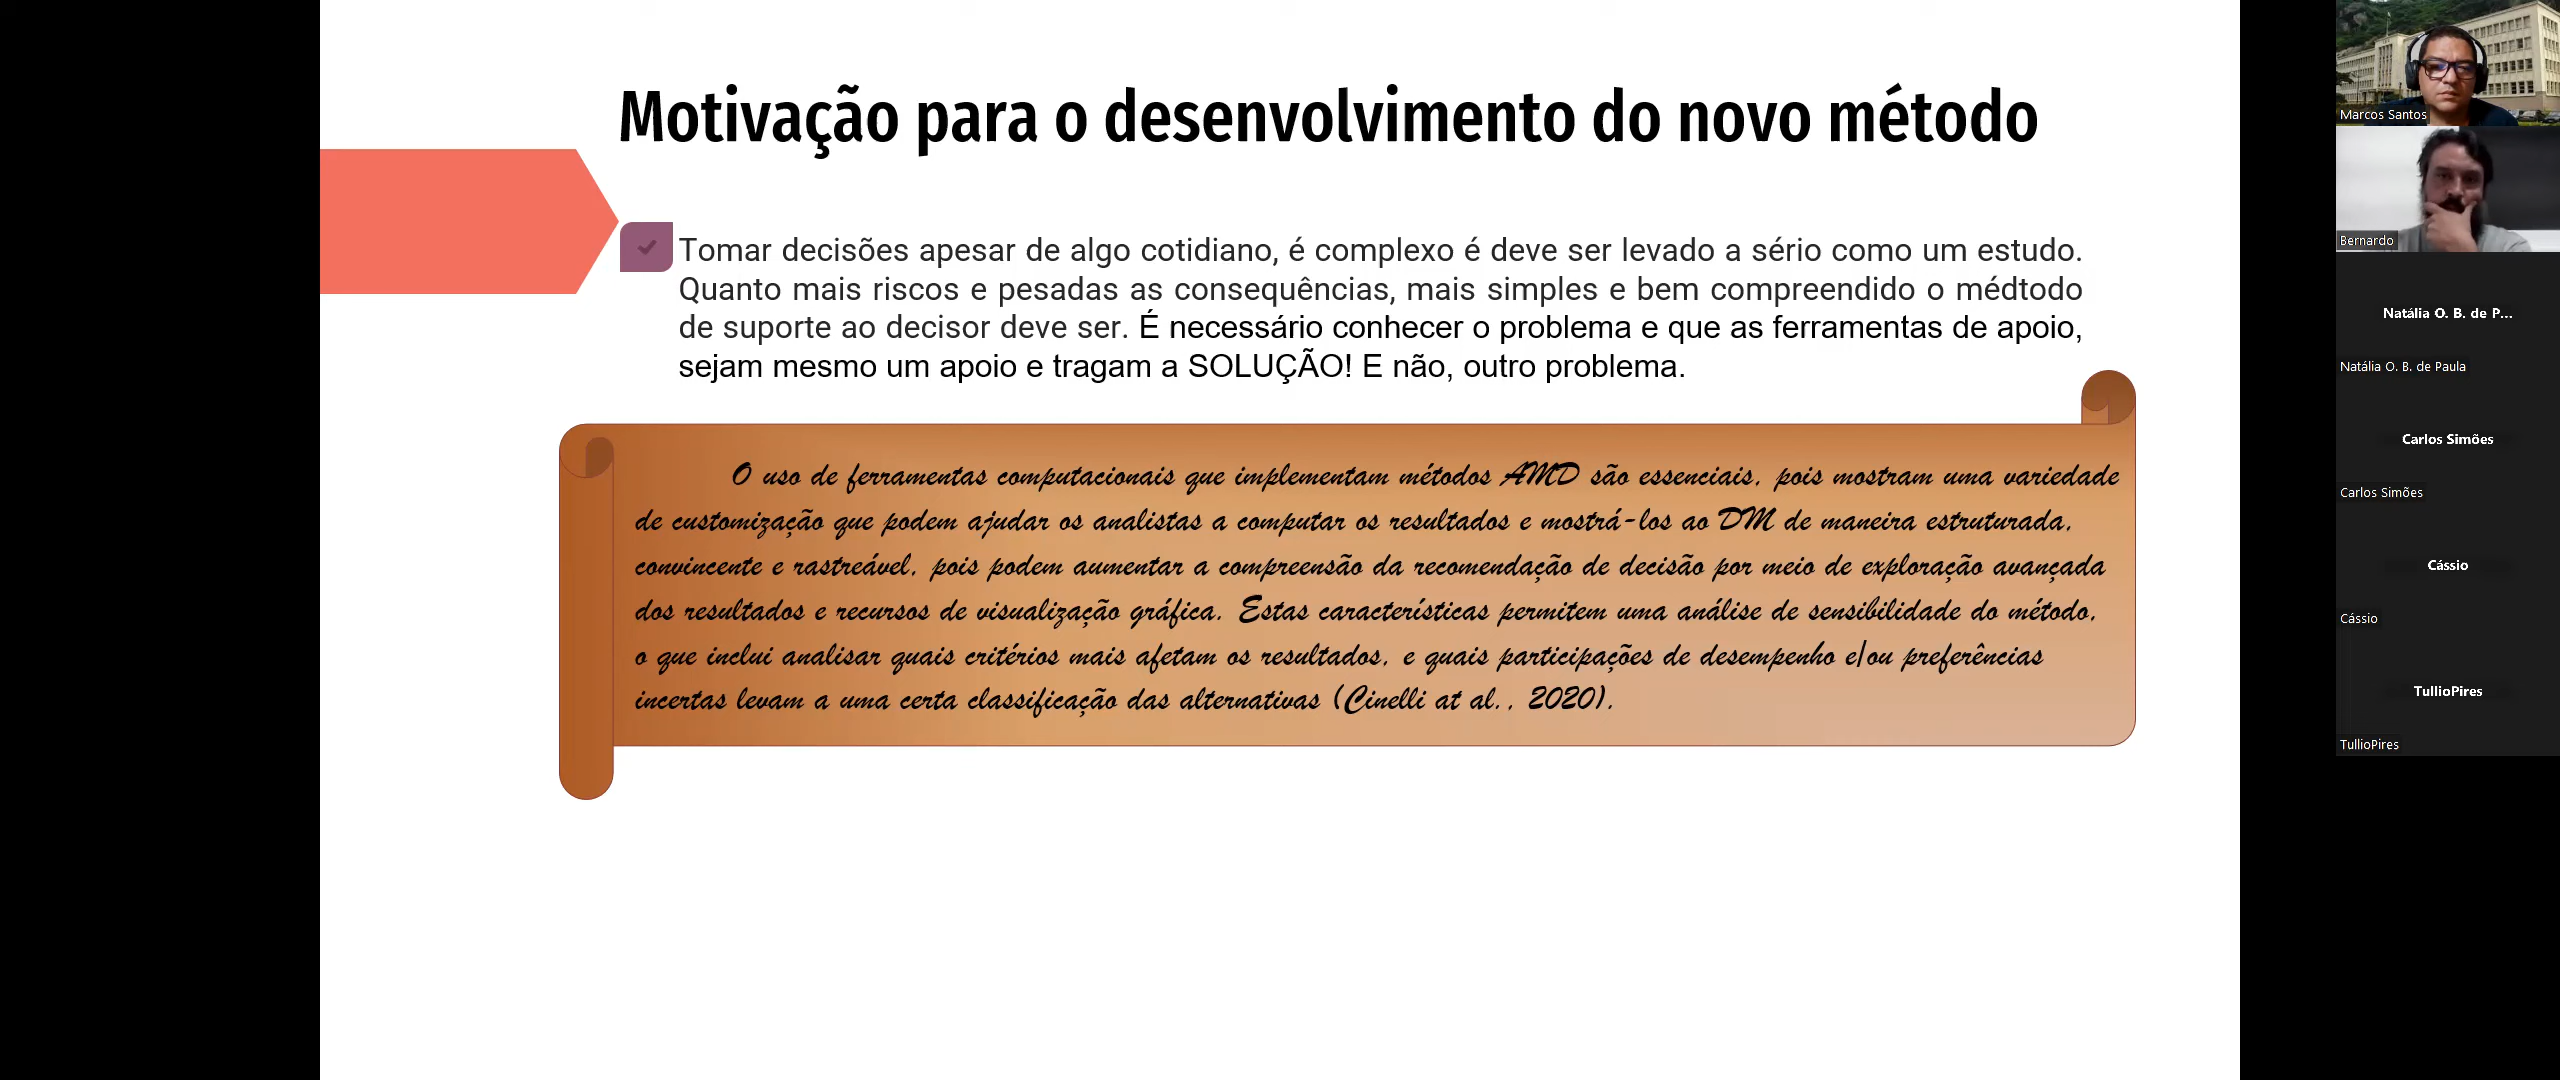 Motivação para o desenvolvimento do novo método
Tomar decisões apesar de algo cotidiano, é complexo é deve ser levado a sério como um estudo.
Quanto mais riscos e pesadas as consequências, mais simples e bem compreendido o médtodo
de suporte ao decisor deve ser. É necessário conhecer o problema e que as ferramentas de apoio,
sejam mesmo um apoio e tragam a SOLUÇÃO! E não, outro problema.
O uso de ferramentas computacionais que implementam métodos AMD são essenciais, pois mostram uma variedade
de customização que podem ajudar os analistas a computar os resultados e mostrá-los ao DM de maneira estruturada,
convincente e rastreável, pois podem aumentar a compreensão da recomendação de decisão por meio de exploração avançada
dos resultados e recursos de visualização gráfica. Estas características permitem uma análise de sensibilidade do método,
o que inclui analisar quais critérios mais afetam os resultados, e quais participações de desempenho e/ou preferências
incertas levam a uma certa classificação das alternativas (Cinelli at al., 2020).
Marcos Santos
Bernardo
Natália O. B. de P...
Natália O. B. de Paula
Carlos Simões
Carlos Simões
Cássio
Cássio
TullioPires
TullioPires